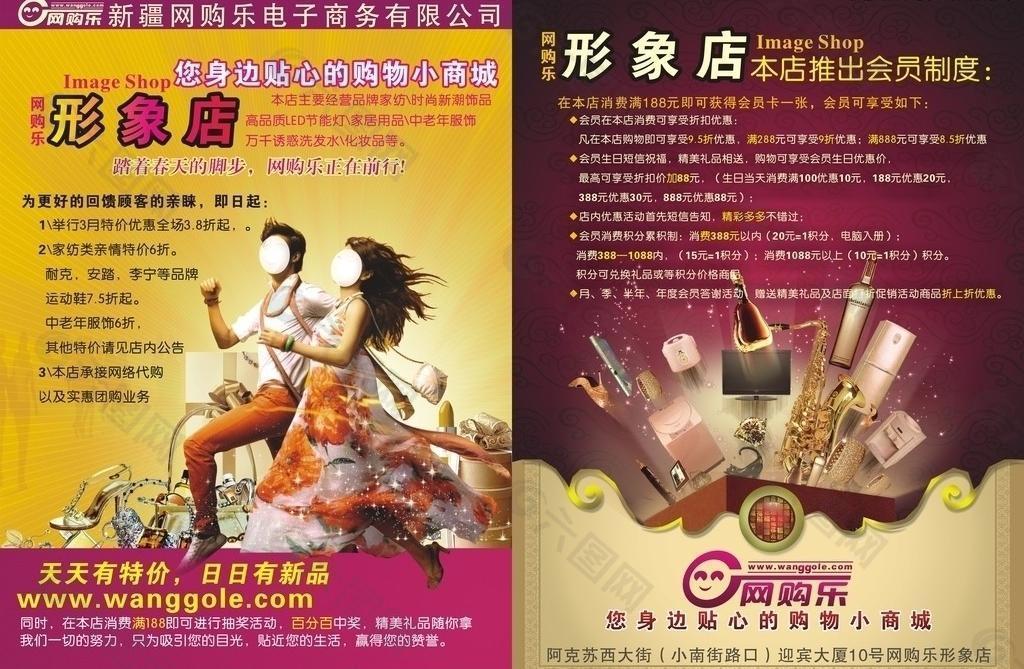 www.wanggole.com
网购乐 新疆网购乐电子商务有限公司
Image Shop 您身边贴心的购物小商城
网购乐 形象店
本店主要经营品牌家纺\时尚新潮饰品
高品质LED节能灯\家居用品\中老年服饰
万千诱惑洗发水\化妆品等。
踏着春天的脚步，网购乐正在前行!
为更好的回馈顾客的亲睐，即日起：
1\举行3月特价优惠全场3.8折起，。
2\家纺类亲情特价6折。
耐克、安踏、李宁等品牌
运动鞋7.5折起。
中老年服饰6折，
其他特价请见店内公告
3\本店承接网络代购
以及实惠团购业务
天天有特价，日日有新品
www.wanggole.com
同时，在本店消费满188即可进行抽奖活动，百分百中奖，精美礼品随你拿
我们一切的努力，只为吸引您的目光，贴近您的生活，赢得您的赞誉。
网购乐 形象店 Image Shop
本店推出会员制度：
在本店消费满188元即可获得会员卡一张，会员可享受如下：
◆会员在本店消费可享受折扣优惠：
凡在本店购物即可享受9.5折优惠，满288元可享受9折优惠；满888元可享受8.5折优惠
◆会员生日短信祝福，精美礼品相送，购物可享受会员生日优惠价，
最高可享受折扣价加88元，（生日当天消费满100优惠10元，188元优惠20元，
388元优惠30元，888元优惠88元）；
◆店内优惠活动首先短信告知，精彩多多不错过；
◆会员消费积分累积制：消费388元以内（20元=1积分，电脑入册）；
消费388—1088内，（15元=1积分）；消费1088元以上（10元=1积分）积分。
积分可兑换礼品或等积分价格商品
◆月、季、半年、年度会员答谢活动，赠送精美礼品及店面打折促销活动商品折上折优惠。
www.wanggole.com
网购乐
您身边贴心的购物小商城
阿克苏西大街（小南街路口）迎宾大厦10号网购乐形象店